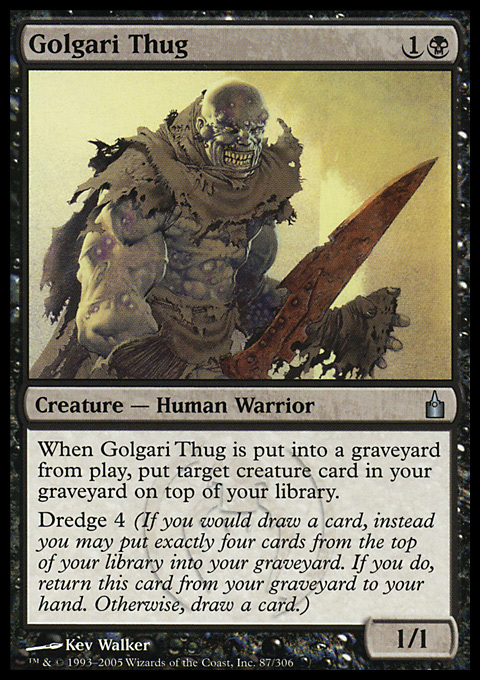 Golgari Thug 1
Creature — Human Warrior
When Golgari Thug is put into a graveyard
from play, put target creature card in your
graveyard on top of your library.
Dredge 4 (If you would draw a card, instead
you may put exactly four cards from the top
of your library into your graveyard. If you do,
return this card from your graveyard to your
hand. Otherwise, draw a card.)
Kev Walker
1/1
™ & © 1993–2005 Wizards of the Coast, Inc. 87/306